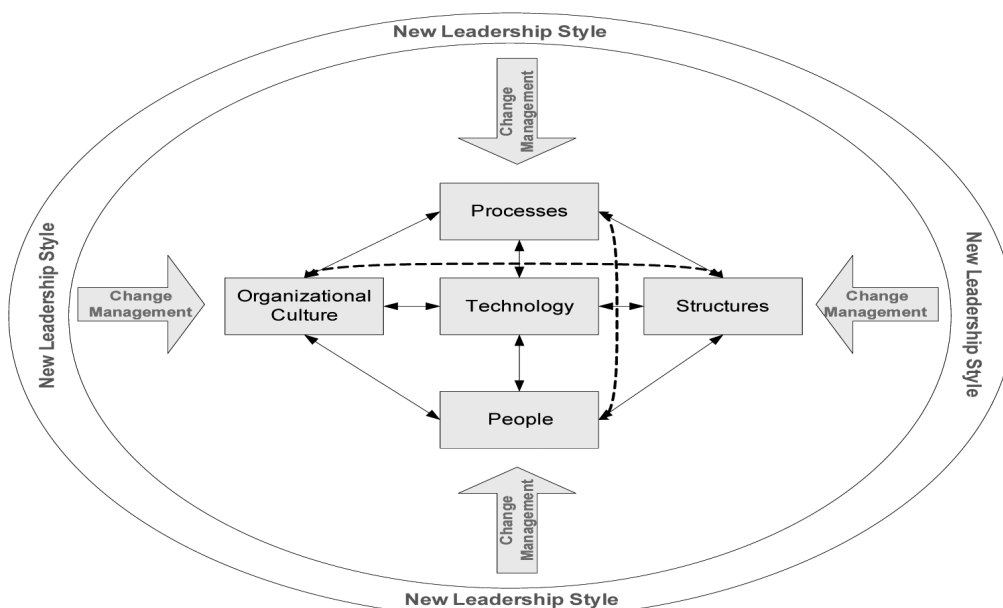 New Leadership Style
Change
Management
Processes
New Leadership Style
Change
Management
Organizational
Culture
Technology
Structures
Change
Management
New Leadership Style
People
Change
Management
New Leadership Style